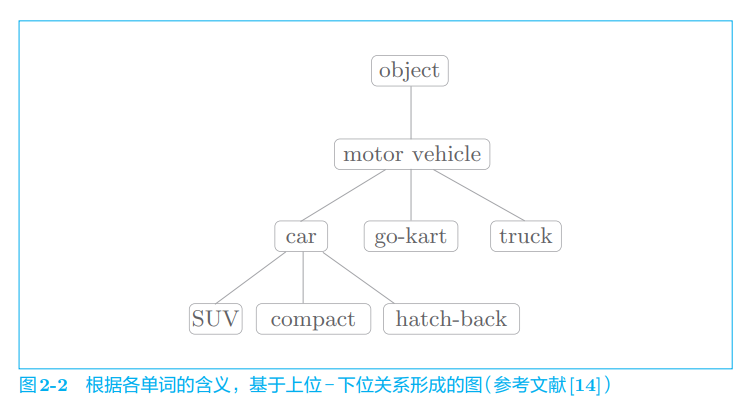 object
motor vehicle
car go-kart truck
SUV compact hatch-back
图2-2 根据各单词的含义，基于上位-下位关系形成的图（参考文献[14]）